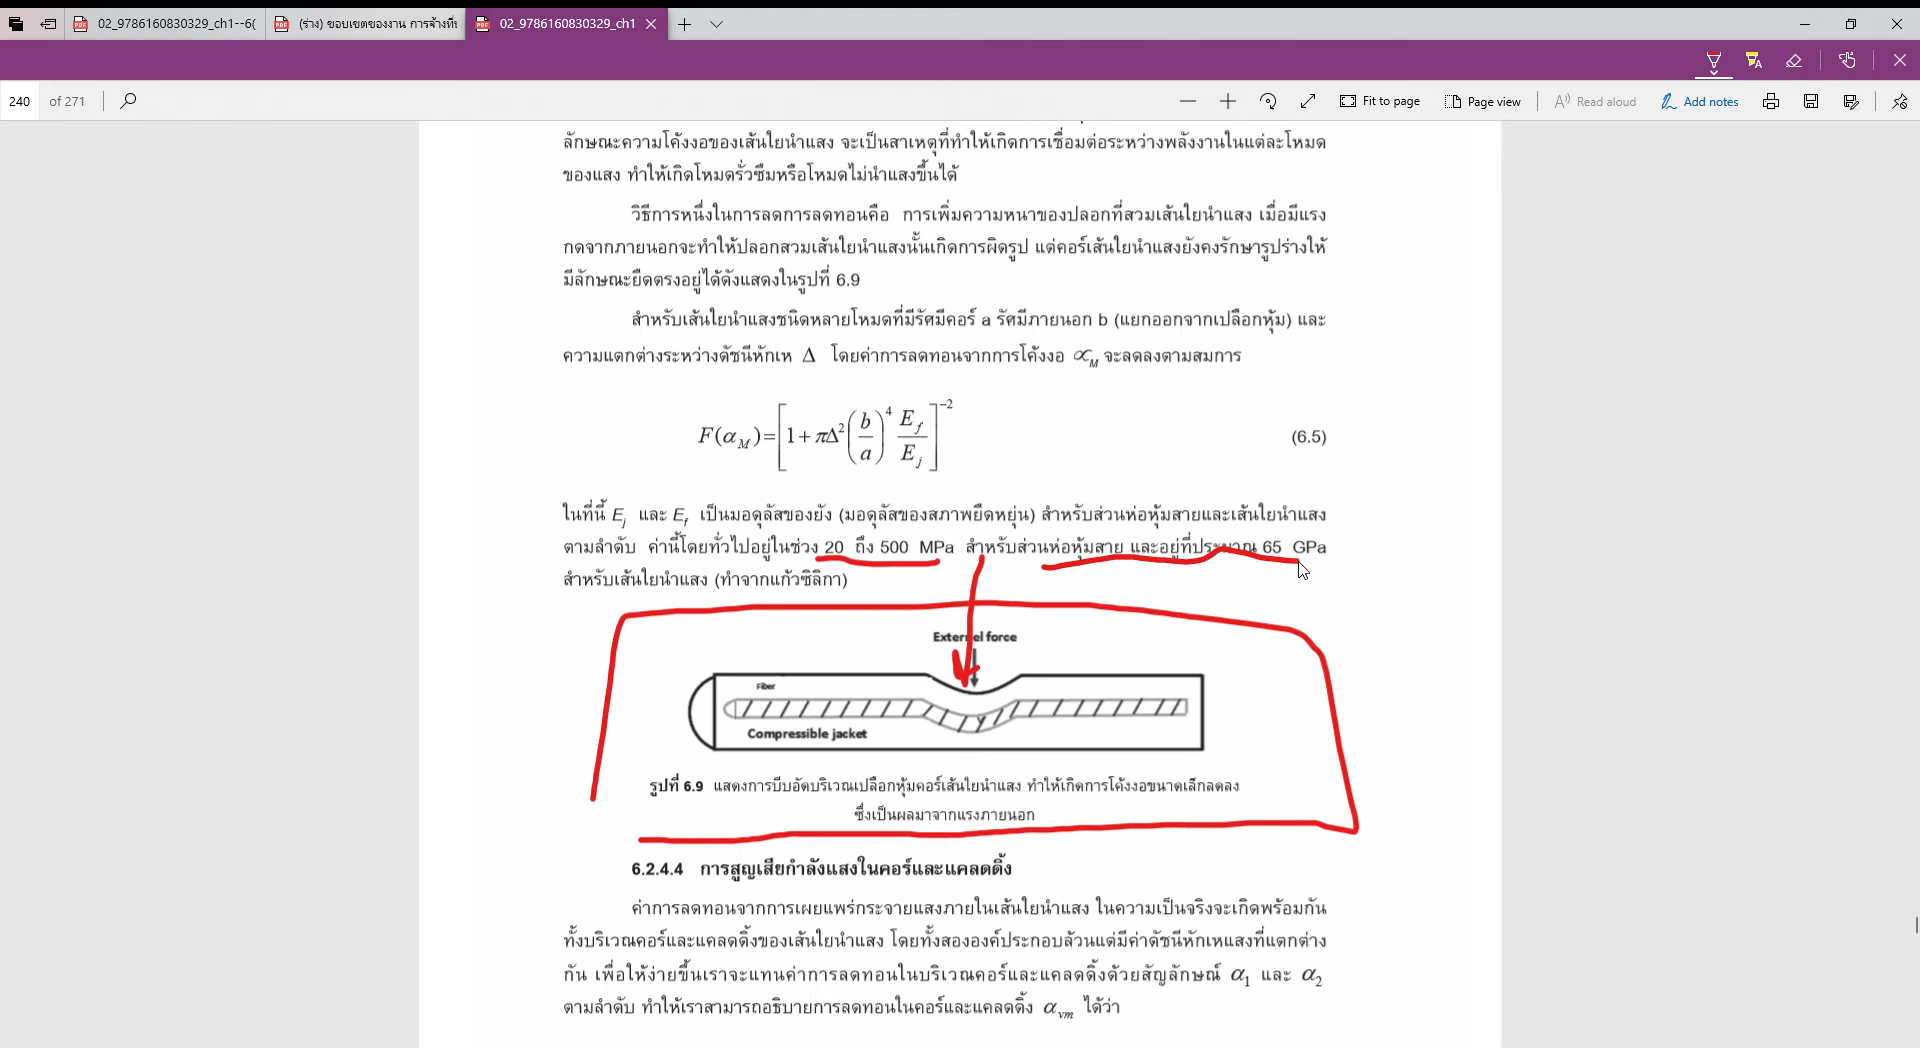 02_9786160830329_ch1--6(
(ร่าง) ขอบเขตของงาน การจ้างที่ป
02_9786160830329_ch1
240 of 271
Fit to page
Page view
Read aloud
Add notes
ลักษณะความโค้งงอของเส้นใยนำแสง จะเป็นสาเหตุที่ทำให้เกิดการเชื่อมต่อระหว่างพลังงานในแต่ละโหมด
ของแสง ทำให้เกิดโหมดรั่วซึมหรือโหมดไม่นำแสงขึ้นได้
วิธีการหนึ่งในการลดการลดทอนคือ การเพิ่มความหนาของปลอกที่สวมเส้นใยนำแสง เมื่อมีแรง
กดจากภายนอกจะทำให้ปลอกสวมเส้นใยนำแสงนั้นเกิดการผิดรูป แต่คอร์เส้นใยนำแสงยังคงรักษารูปร่างให้
มีลักษณะยืดตรงอยู่ได้ดังแสดงในรูปที่ 6.9
สำหรับเส้นใยนำแสงชนิดหลายโหมดที่มีรัศมีคอร์ a รัศมีภายนอก b (แยกออกจากเปลือกหุ้ม) และ
ความแตกต่างระหว่างดัชนีหักเห Δ โดยค่าการลดทอนจากการโค้งงอ ∝_M จะลดลงตามสมการ
F(α_M)=[1+πΔ²(b/a)⁴ E_f/E_j]⁻² (6.5)
ในที่นี้ E_j และ E_f เป็นมอดุลัสของยัง (มอดุลัสของสภาพยืดหยุ่น) สำหรับส่วนห่อหุ้มสายและเส้นใยนำแสง
ตามลำดับ ค่านี้โดยทั่วไปอยู่ในช่วง 20 ถึง 500 MPa สำหรับส่วนห่อหุ้มสาย และอยู่ที่ประมาณ 65 GPa
สำหรับเส้นใยนำแสง (ทำจากแก้วซิลิกา)
External force
Fiber
Compressible jacket
รูปที่ 6.9 แสดงการบีบอัดบริเวณเปลือกหุ้มคอร์เส้นใยนำแสง ทำให้เกิดการโค้งงอขนาดเล็กลดลง
ซึ่งเป็นผลมาจากแรงภายนอก
6.2.4.4 การสูญเสียกำลังแสงในคอร์และแคลดดิ้ง
ค่าการลดทอนจากการเผยแพร่กระจายแสงภายในเส้นใยนำแสง ในความเป็นจริงจะเกิดพร้อมกัน
ทั้งบริเวณคอร์และแคลดดิ้งของเส้นใยนำแสง โดยทั้งสององค์ประกอบล้วนแต่มีค่าดัชนีหักเหแสงที่แตกต่าง
กัน เพื่อให้ง่ายขึ้นเราจะแทนค่าการลดทอนในบริเวณคอร์และแคลดดิ้งด้วยสัญลักษณ์ α₁ และ α₂
ตามลำดับ ทำให้เราสามารถอธิบายการลดทอนในคอร์และแคลดดิ้ง α_vm ได้ว่า